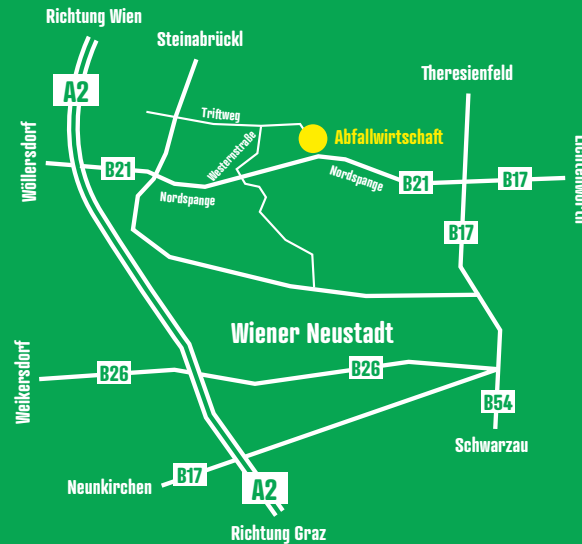 Richtung Wien
Steinabrückl
A2
Theresienfeld
Triftweg
Abfallwirtschaft
Westernstraße
Wöllersdorf
B21
Nordspange
Nordspange
B21
B17
Lichtenwörth
B17
Wiener Neustadt
Weikersdorf
B26
B26
B54
Schwarzau
B17
Neunkirchen
A2
Richtung Graz